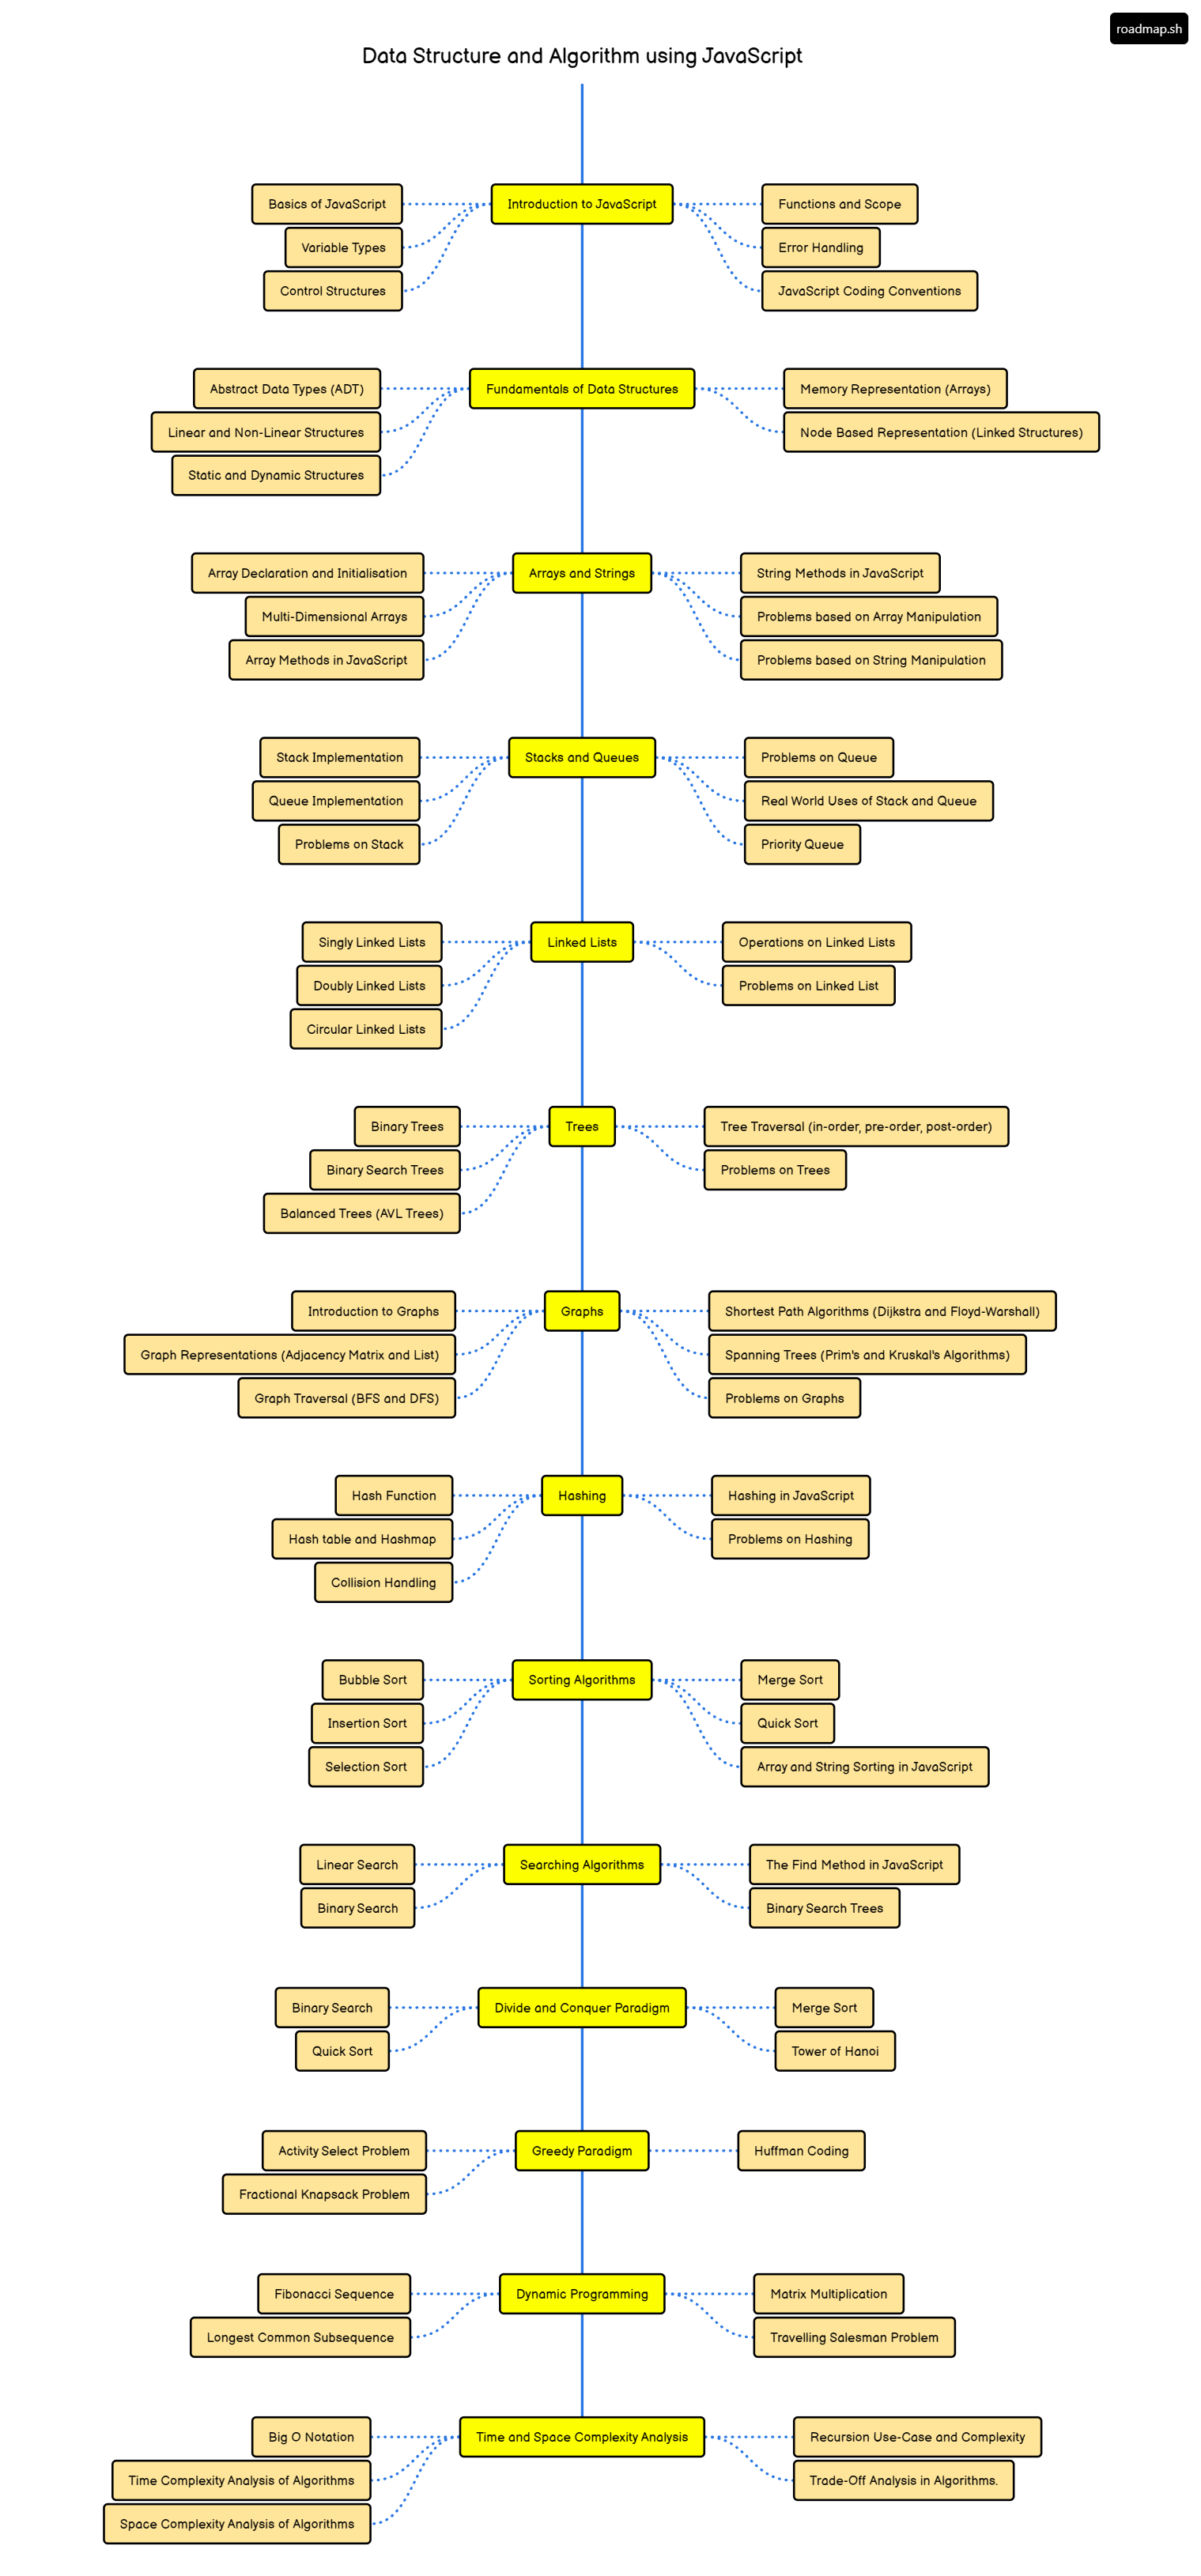 roadmap.sh
Data Structure and Algorithm using JavaScript
Introduction to JavaScript
Basics of JavaScript
Variable Types
Control Structures
Functions and Scope
Error Handling
JavaScript Coding Conventions
Fundamentals of Data Structures
Abstract Data Types (ADT)
Linear and Non-Linear Structures
Static and Dynamic Structures
Memory Representation (Arrays)
Node Based Representation (Linked Structures)
Arrays and Strings
Array Declaration and Initialisation
Multi-Dimensional Arrays
Array Methods in JavaScript
String Methods in JavaScript
Problems based on Array Manipulation
Problems based on String Manipulation
Stacks and Queues
Stack Implementation
Queue Implementation
Problems on Stack
Problems on Queue
Real World Uses of Stack and Queue
Priority Queue
Linked Lists
Singly Linked Lists
Doubly Linked Lists
Circular Linked Lists
Operations on Linked Lists
Problems on Linked List
Trees
Binary Trees
Binary Search Trees
Balanced Trees (AVL Trees)
Tree Traversal (in-order, pre-order, post-order)
Problems on Trees
Graphs
Introduction to Graphs
Graph Representations (Adjacency Matrix and List)
Graph Traversal (BFS and DFS)
Shortest Path Algorithms (Dijkstra and Floyd-Warshall)
Spanning Trees (Prim's and Kruskal's Algorithms)
Problems on Graphs
Hashing
Hash Function
Hash table and Hashmap
Collision Handling
Hashing in JavaScript
Problems on Hashing
Sorting Algorithms
Bubble Sort
Insertion Sort
Selection Sort
Merge Sort
Quick Sort
Array and String Sorting in JavaScript
Searching Algorithms
Linear Search
Binary Search
The Find Method in JavaScript
Binary Search Trees
Divide and Conquer Paradigm
Binary Search
Quick Sort
Merge Sort
Tower of Hanoi
Greedy Paradigm
Activity Select Problem
Fractional Knapsack Problem
Huffman Coding
Dynamic Programming
Fibonacci Sequence
Longest Common Subsequence
Matrix Multiplication
Travelling Salesman Problem
Time and Space Complexity Analysis
Big O Notation
Time Complexity Analysis of Algorithms
Space Complexity Analysis of Algorithms
Recursion Use-Case and Complexity
Trade-Off Analysis in Algorithms.